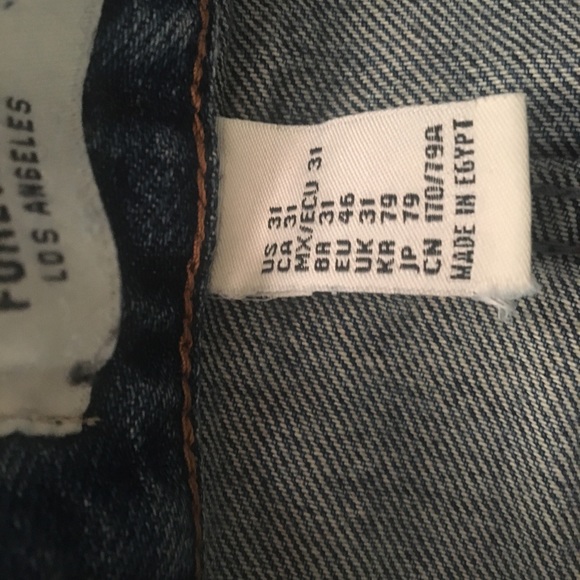 LOS ANGELES
US 31
CA 31
MX/ECU 31
BR 31
EU 46
UK 31
KR 79
JP 79
CN 170/79A
MADE IN EGYPT